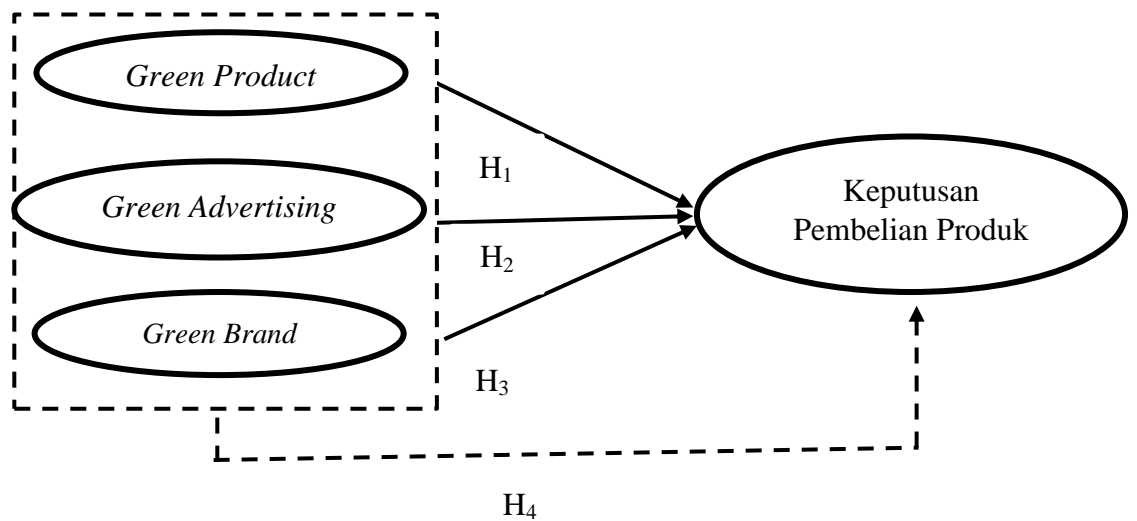 Green Product
Green Advertising
Green Brand
H₁
H₂
H₃
H₄
Keputusan
Pembelian Produk